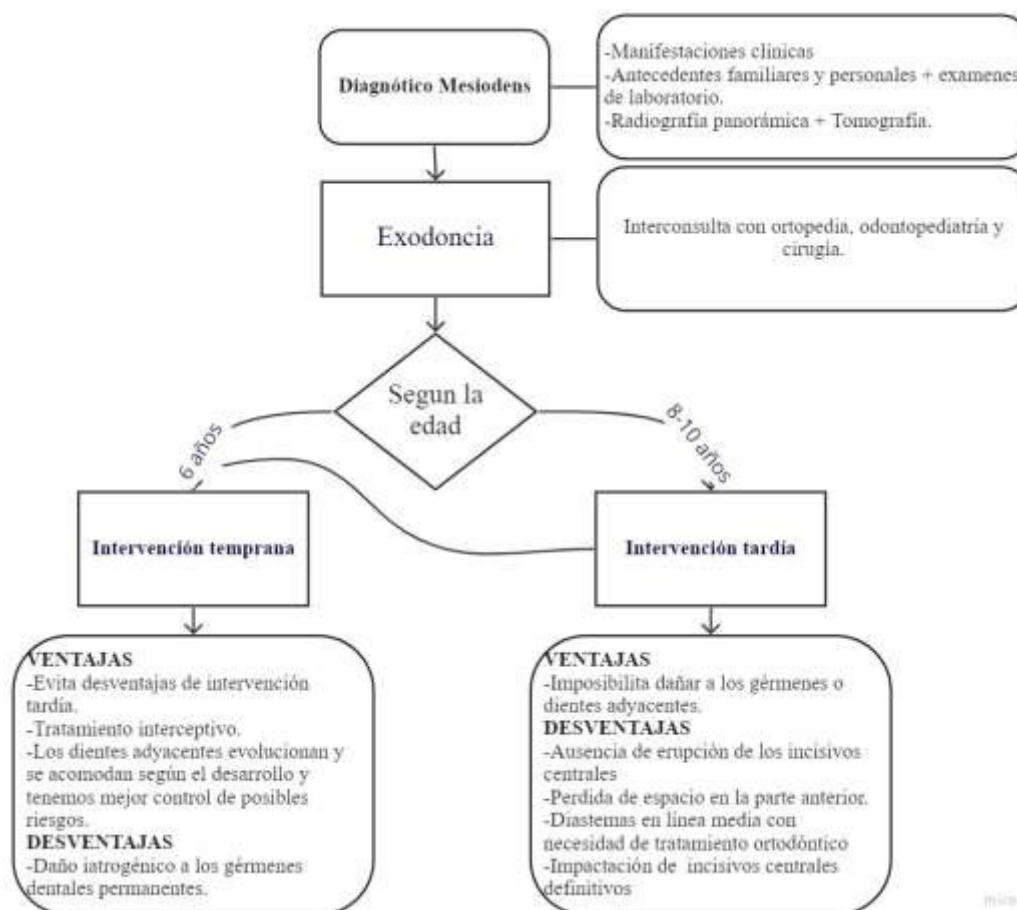 Diagnótico Mesiodens
-Manifestaciones clínicas
-Antecedentes familiares y personales + examenes
de laboratorio.
-Radiografía panorámica + Tomografía.
Exodoncia
Interconsulta con ortopedia, odontopediatría y
cirugía.
Segun la
edad
6 años
8-10 años
Intervención temprana
Intervención tardía
VENTAJAS
-Evita desventajas de intervención
tardía.
-Tratamiento interceptivo.
-Los dientes adyacentes evolucionan y
se acomodan según el desarrollo y
tenemos mejor control de posibles
riesgos.
DESVENTAJAS
-Daño iatrogénico a los gérmenes
dentales permanentes.
VENTAJAS
-Imposibilita dañar a los gérmenes o
dientes adyacentes.
DESVENTAJAS
-Ausencia de erupción de los incisivos
centrales
-Perdida de espacio en la parte anterior.
-Diastemas en línea media con
necesidad de tratamiento ortodóntico
-Impactación de incisivos centrales
definitivos